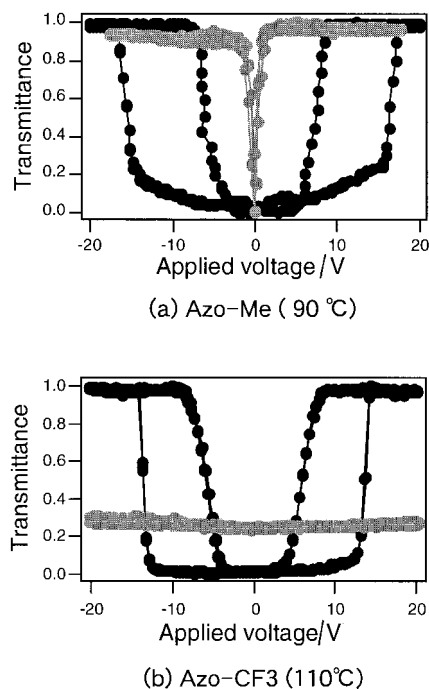 Transmittance
1.0
0.8
0.6
0.4
0.2
0.0
-20 -10 0 10 20
Applied voltage/V
(a) Azo-Me ( 90 ℃)
Transmittance
1.0
0.8
0.6
0.4
0.2
0.0
-20 -10 0 10 20
Applied voltage/V
(b) Azo-CF3 (110℃)